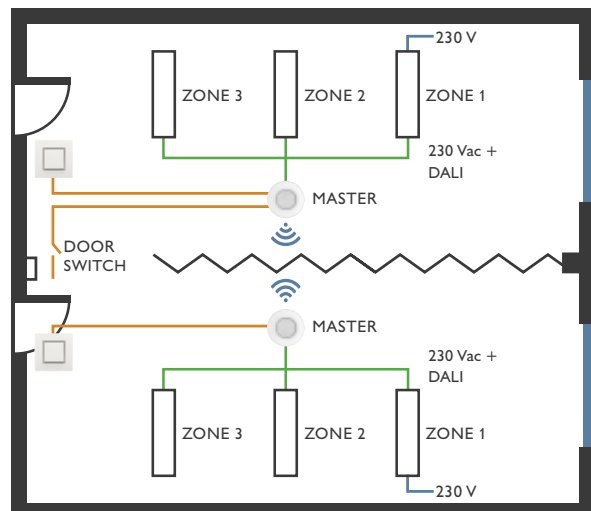 230 V
ZONE 3
ZONE 2
ZONE 1
230 Vac +
DALI
MASTER
DOOR
SWITCH
MASTER
230 Vac +
DALI
ZONE 3
ZONE 2
ZONE 1
230 V